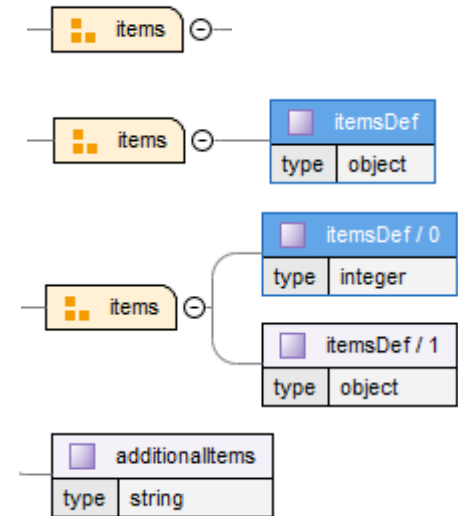 items
items
itemsDef
type object
itemsDef / 0
type integer
items
itemsDef / 1
type object
additionalItems
type string